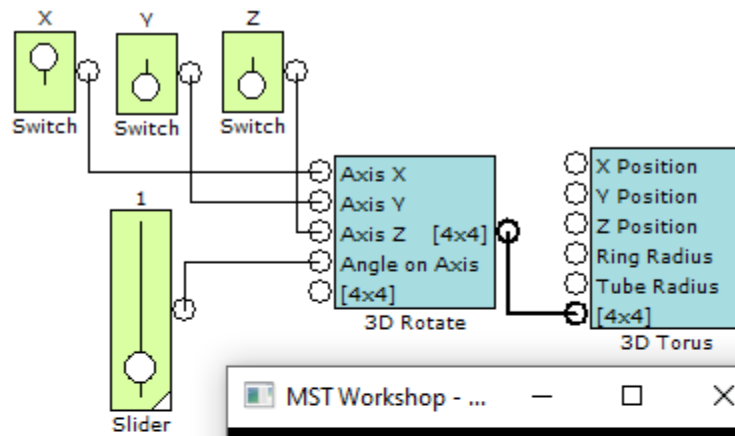 X
Y
Z
Switch
Switch
Switch
1
Slider
Axis X
Axis Y
Axis Z [4x4]
Angle on Axis
[4x4]
3D Rotate
X Position
Y Position
Z Position
Ring Radius
Tube Radius
[4x4]
3D Torus
MST Workshop - ...